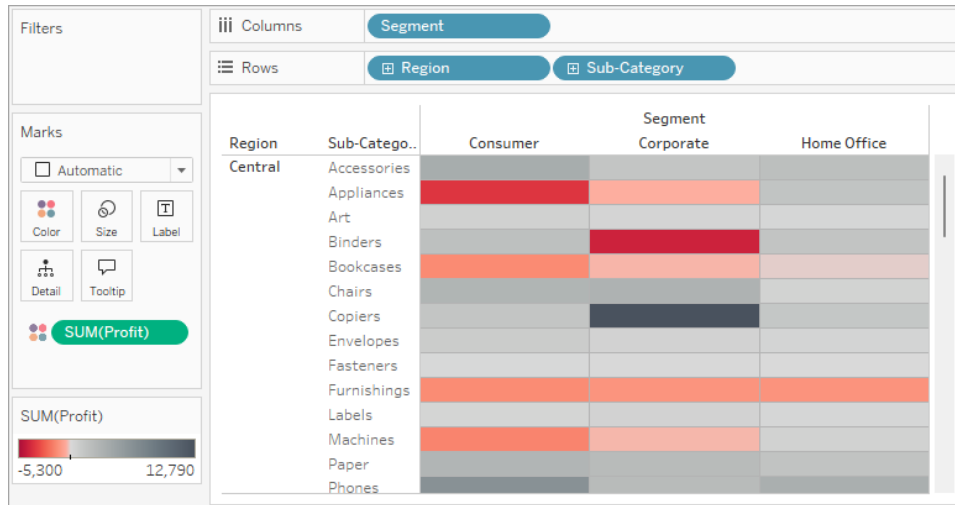 Filters
Columns
Segment
Rows
Region
Sub-Category
Marks
Automatic
Color
Size
Label
Detail
Tooltip
SUM(Profit)
SUM(Profit)
-5,300 12,790
Segment
Region Sub-Catego.. Consumer Corporate Home Office
Central Accessories
Appliances
Art
Binders
Bookcases
Chairs
Copiers
Envelopes
Fasteners
Furnishings
Labels
Machines
Paper
Phones